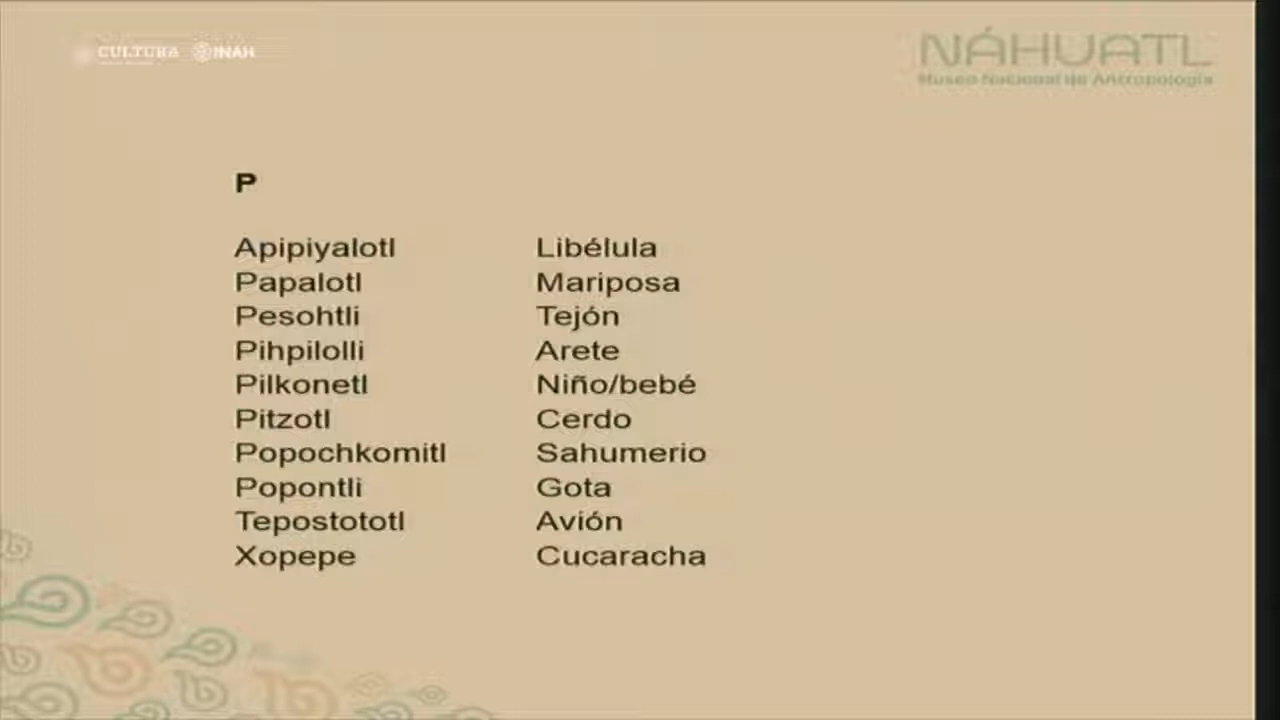 CULTURA INAH
NÁHUATL
Museo Nacional de Antropología
P
Apipiyalotl Libélula
Papalotl Mariposa
Pesohtli Tejón
Pihpilolli Arete
Pilkonetl Niño/bebé
Pitzotl Cerdo
Popochkomitl Sahumerio
Popontli Gota
Tepostototl Avión
Xopepe Cucaracha